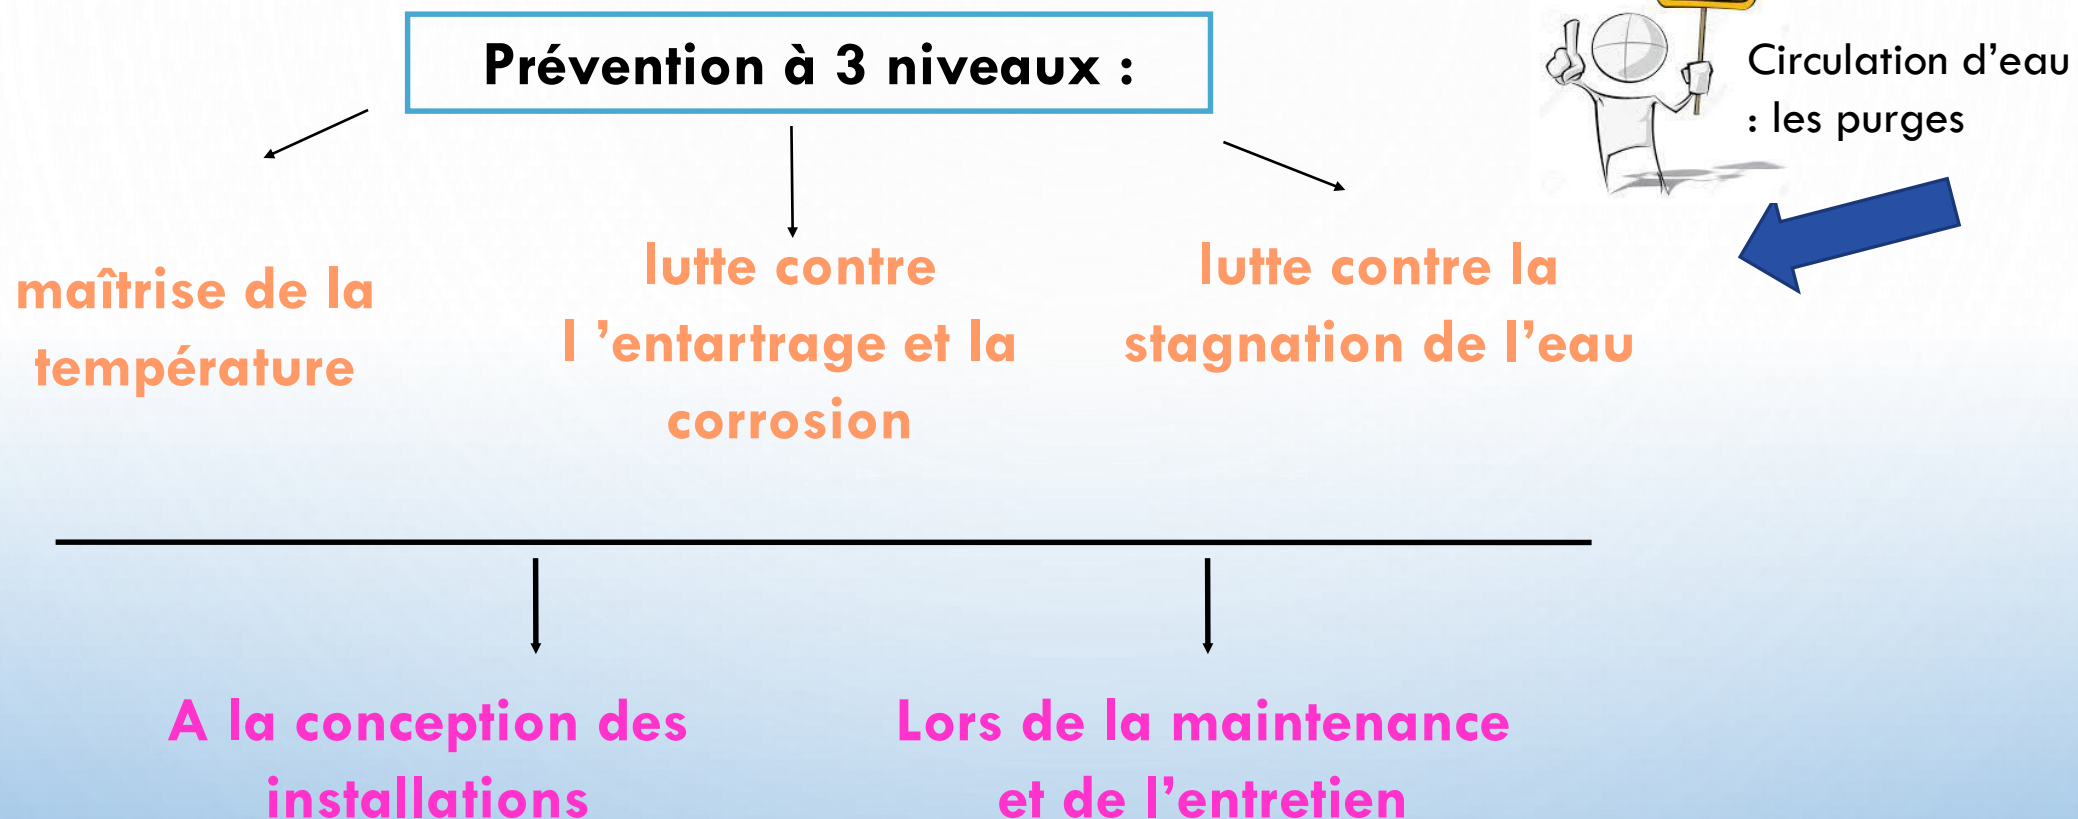 Prévention à 3 niveaux :
Circulation d’eau
: les purges
maîtrise de la
température
lutte contre
l ’entartrage et la
corrosion
lutte contre la
stagnation de l’eau
A la conception des
installations
Lors de la maintenance
et de l’entretien